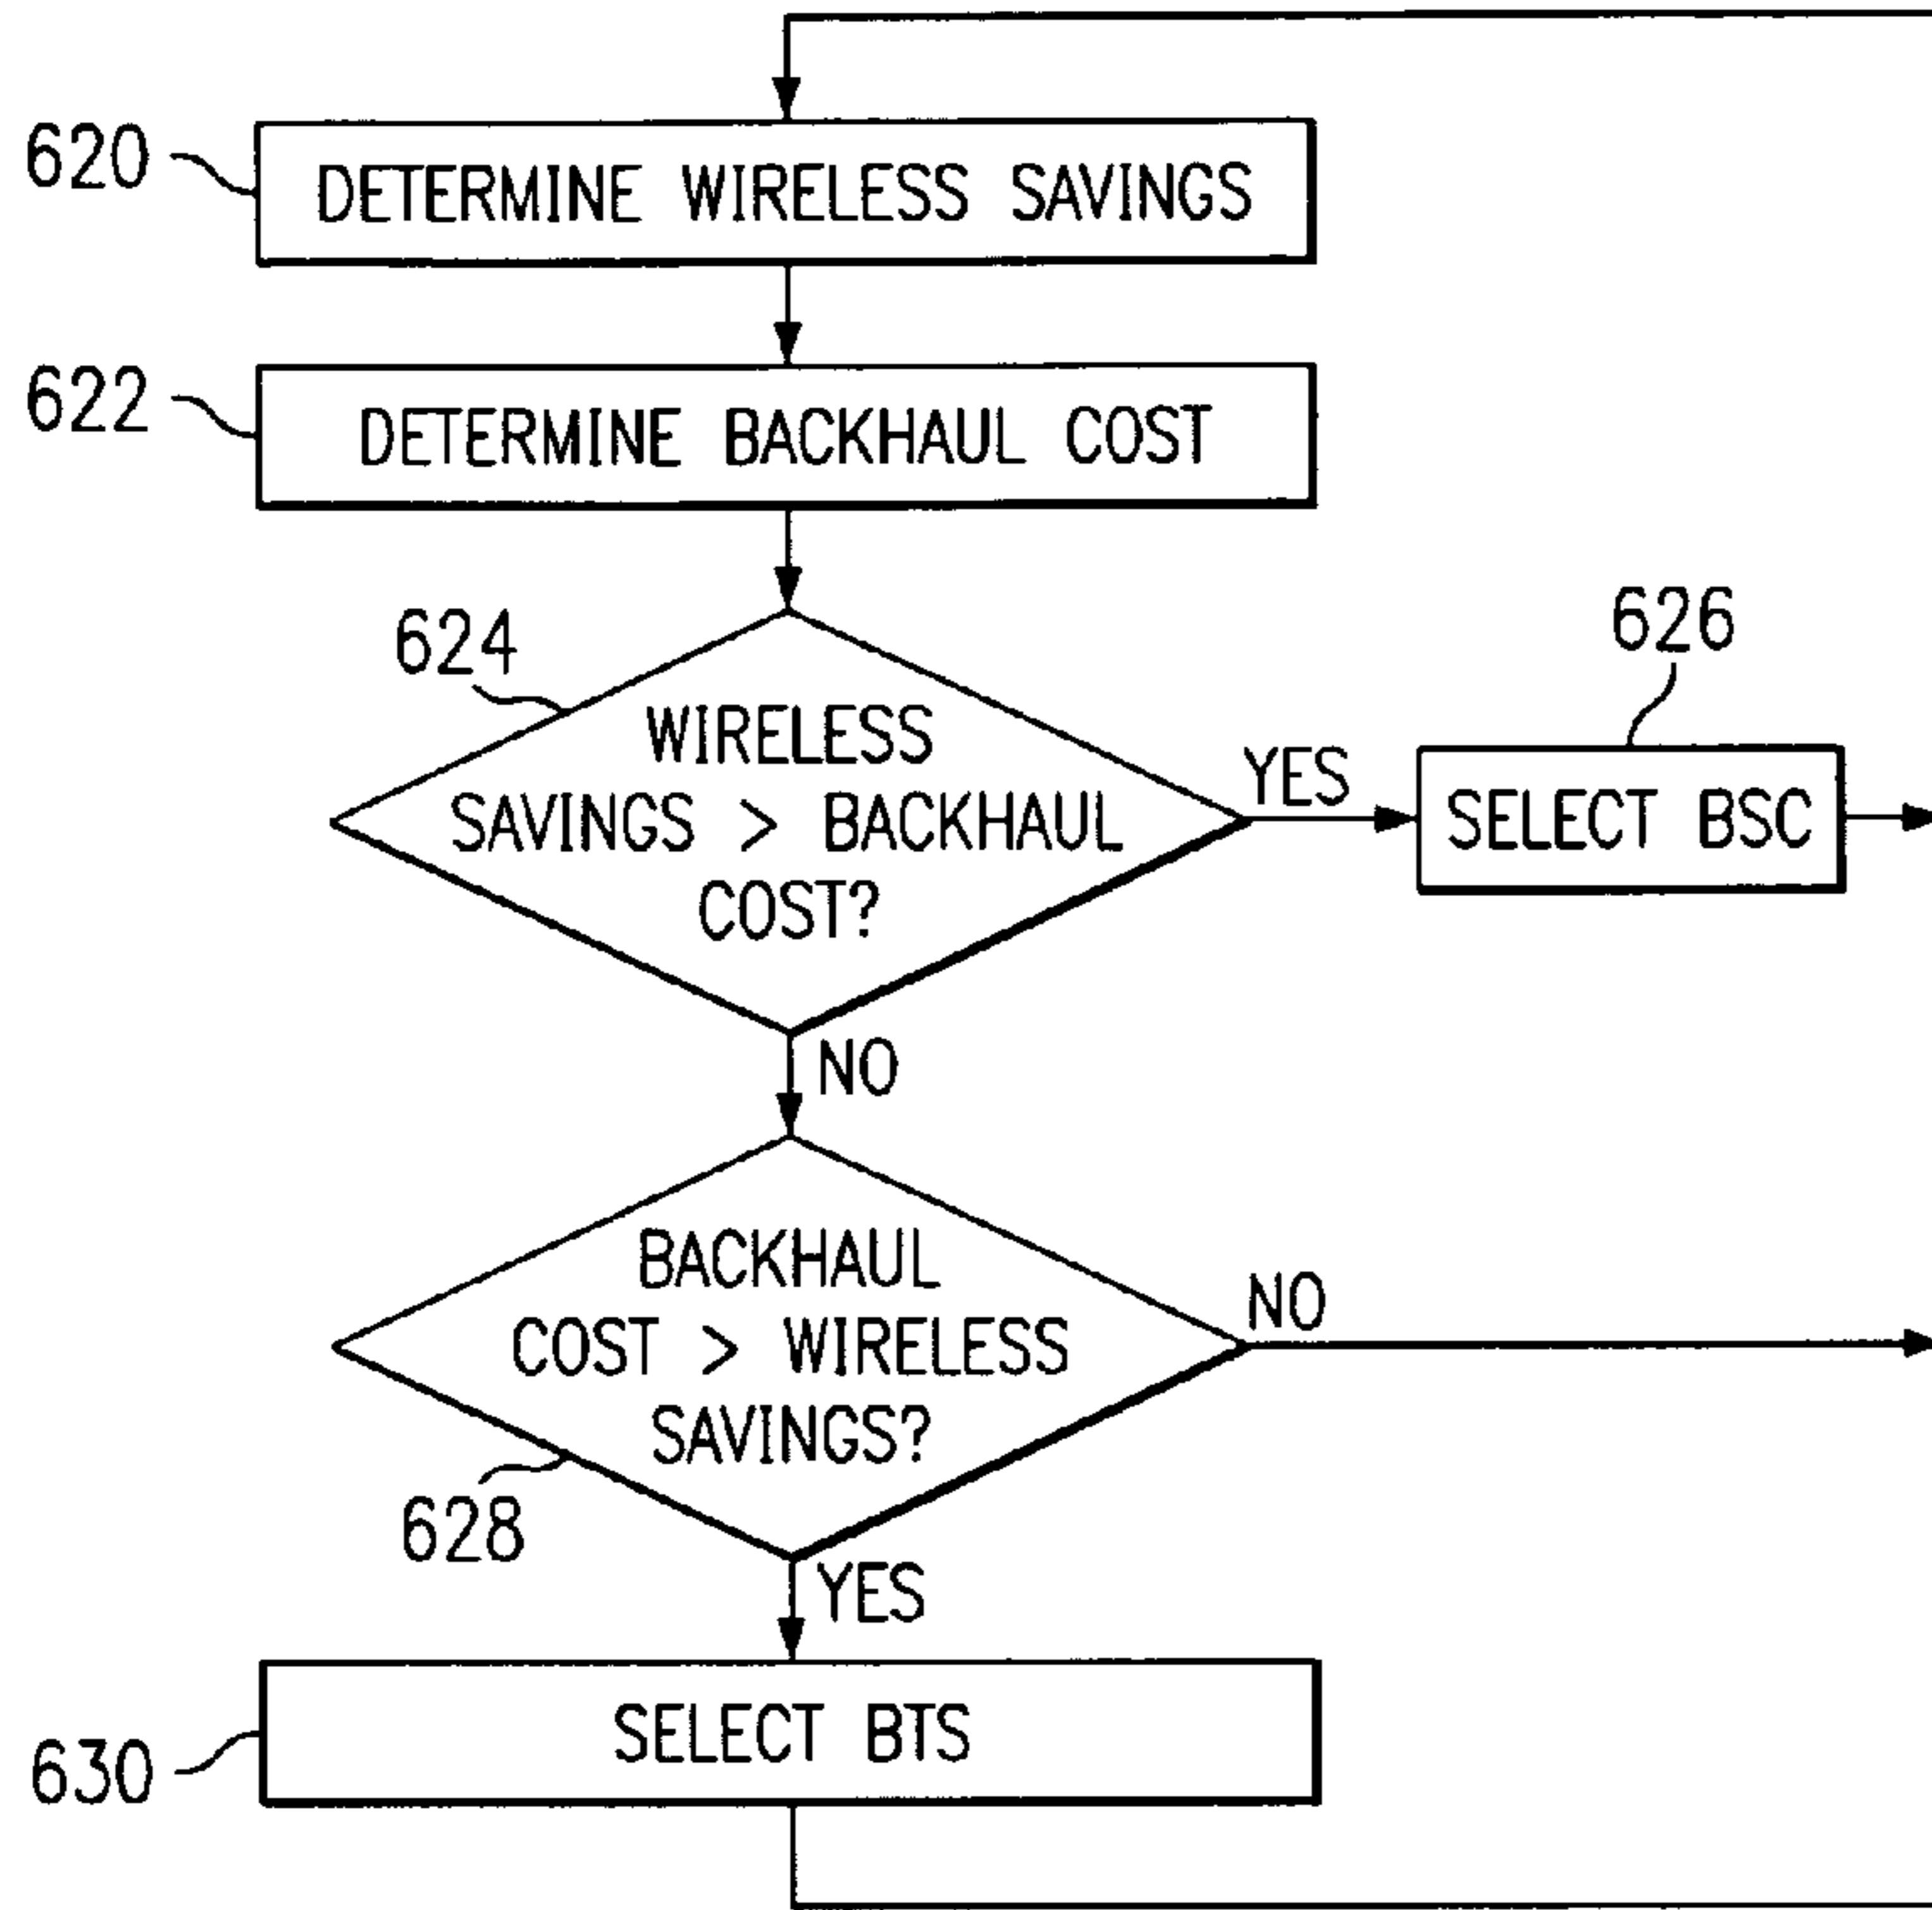 620
DETERMINE WIRELESS SAVINGS
622
DETERMINE BACKHAUL COST
624
WIRELESS
SAVINGS > BACKHAUL
COST?
YES
626
SELECT BSC
NO
BACKHAUL
COST > WIRELESS
SAVINGS?
NO
628
YES
630
SELECT BTS